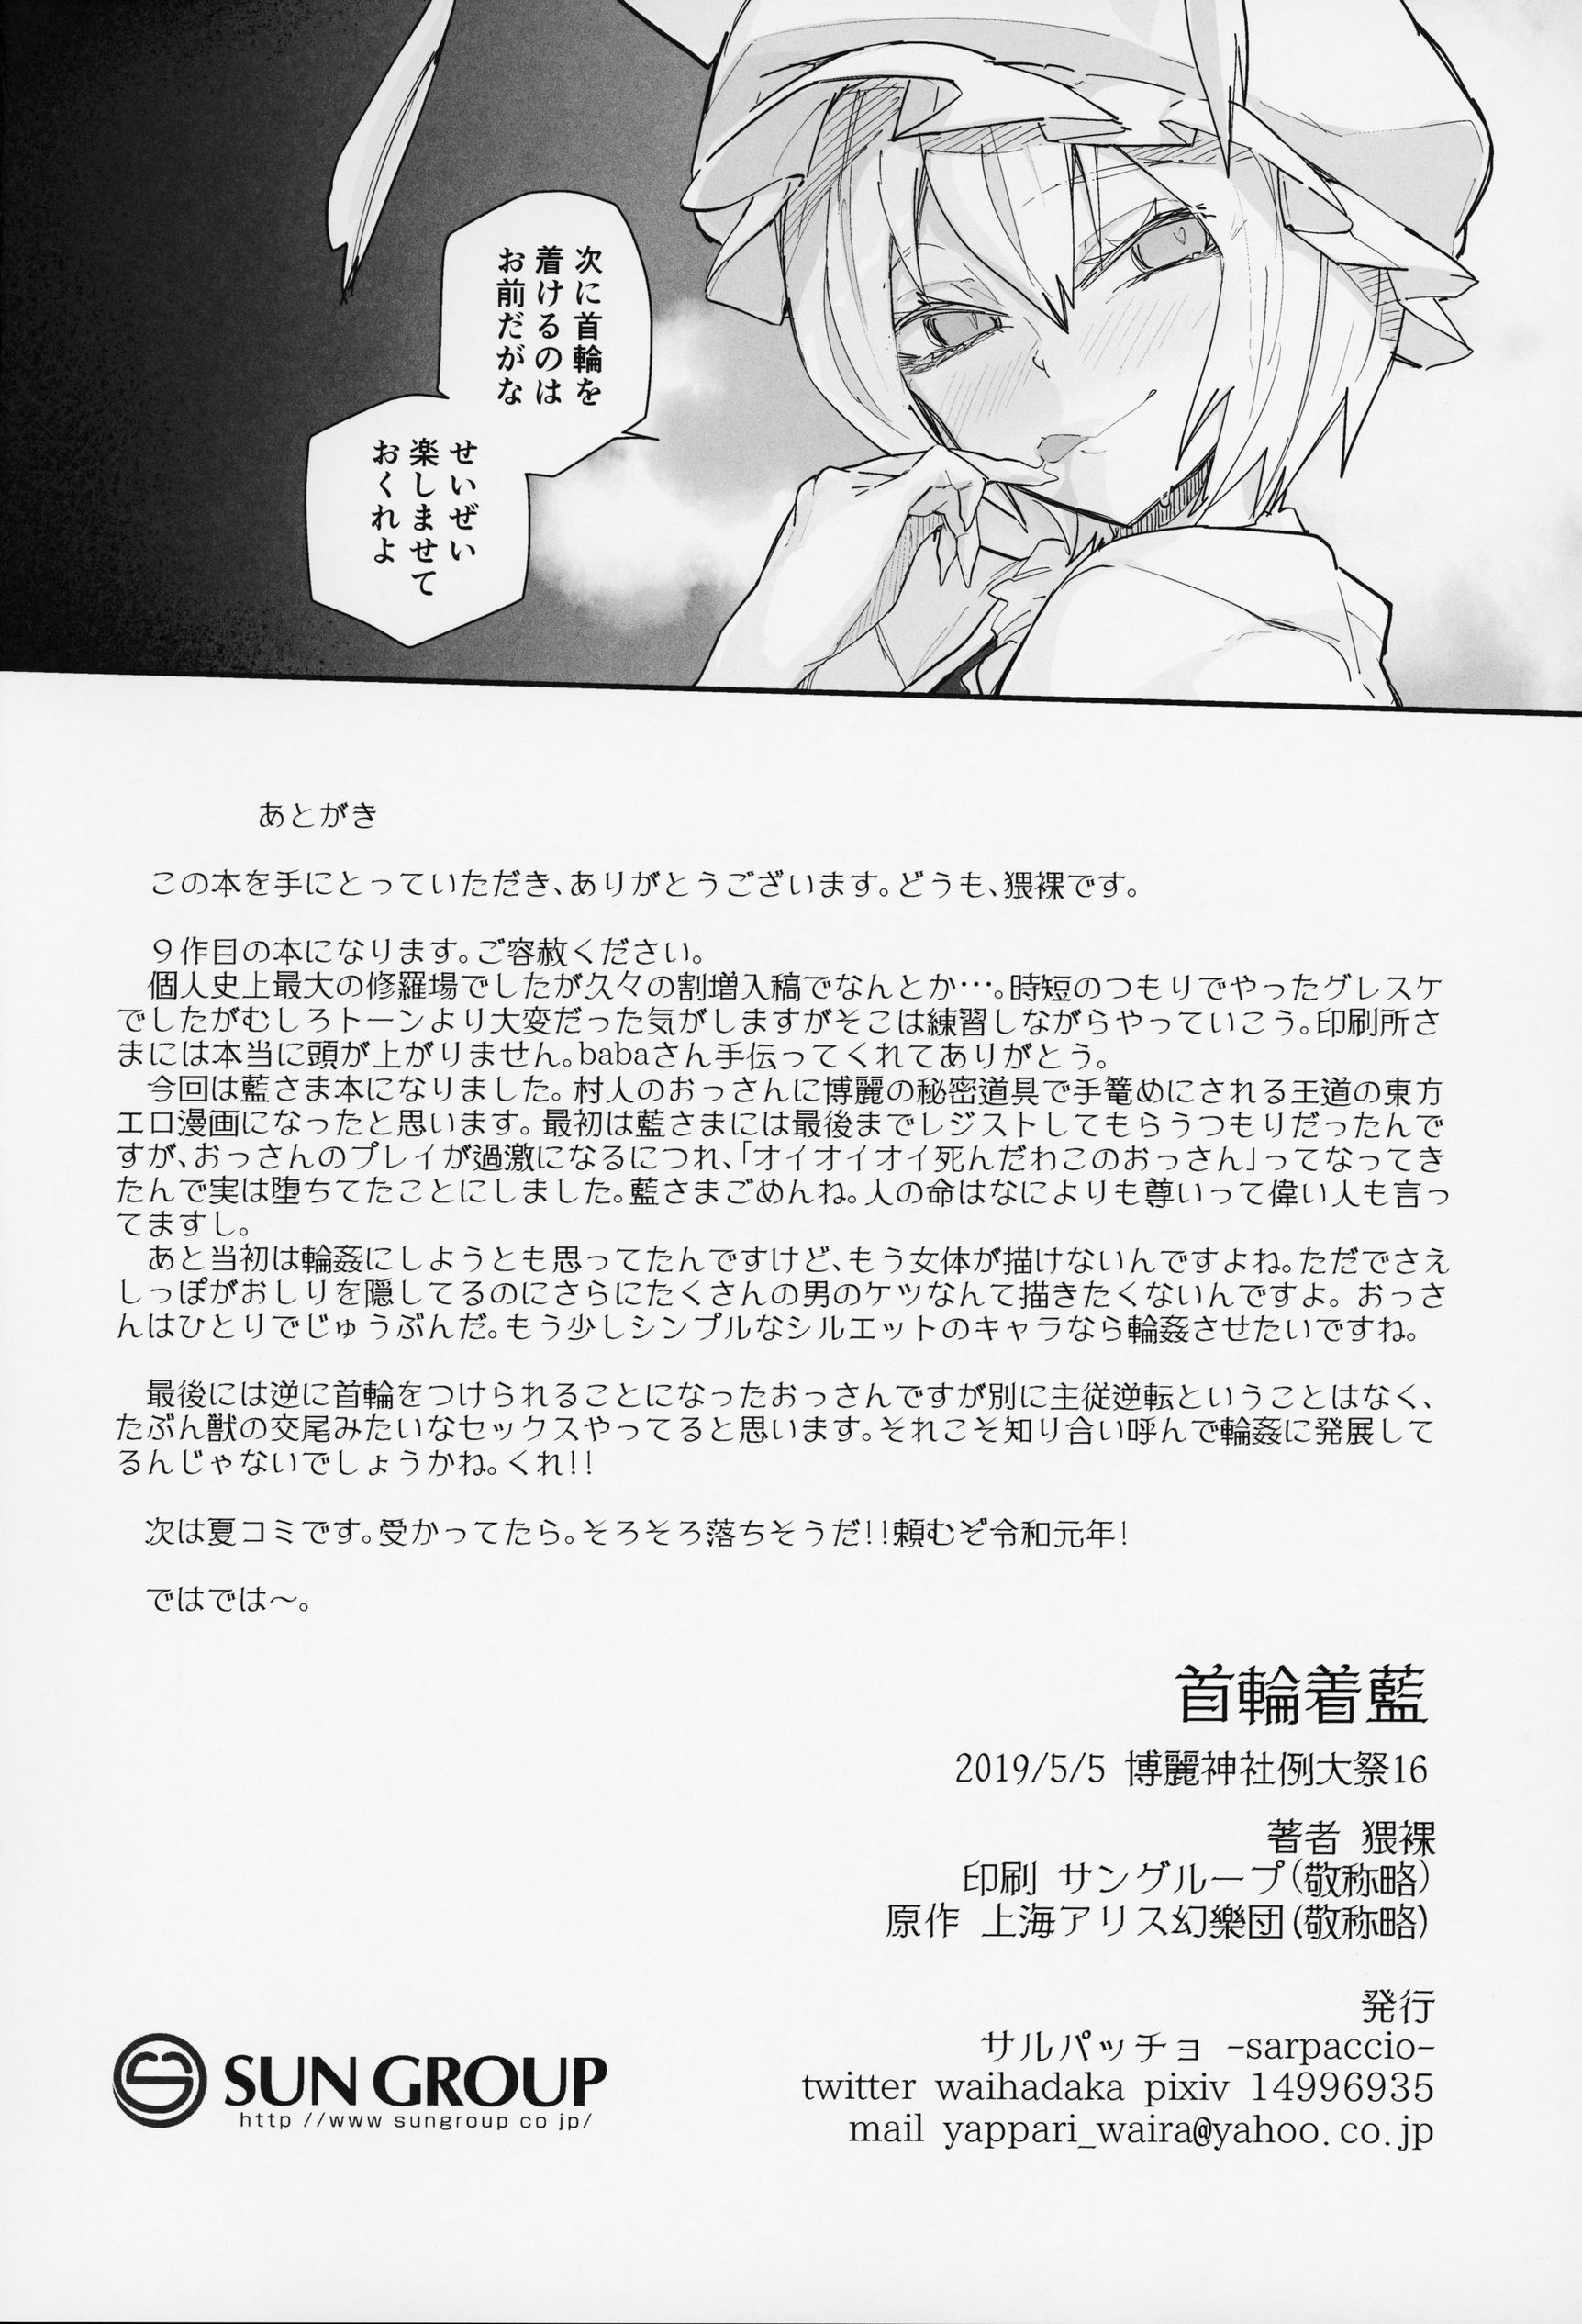 次に首輪を
着けるのは
お前だがな
せいぜい
楽しませて
おくれよ
あとがき
この本を手にとっていただき、ありがとうございます。どうも、猥裸です。
９作目の本になります。ご容赦ください。
個人史上最大の修羅場でしたが久々の割増入稿でなんとか…。時短のつもりでやったグレスケ
でしたがむしろトーンより大変だった気がしますがそこは練習しながらやっていこう。印刷所さ
まには本当に頭が上がりません。babaさん手伝ってくれてありがとう。
今回は藍さま本になりました。村人のおっさんに博麗の秘密道具で手篭めにされる王道の東方
エロ漫画になったと思います。最初は藍さまには最後までレジストしてもらうつもりだったんで
すが、おっさんのプレイが過激になるにつれ、「オイオイオイ死んだわこのおっさん」ってなってき
たんで実は堕ちてたことにしました。藍さまごめんね。人の命はなによりも尊いって偉い人も言っ
てますし。
あと当初は輪姦にしようとも思ってたんですけど、もう女体が描けないんですよね。ただでさえ
しっぽがおしりを隠してるのにさらにたくさんの男のケツなんて描きたくないんですよ。おっさ
んはひとりでじゅうぶんだ。もう少しシンプルなシルエットのキャラなら輪姦させたいですね。
最後には逆に首輪をつけられることになったおっさんですが別に主従逆転ということはなく、
たぶん獣の交尾みたいなセックスやってると思います。それこそ知り合い呼んで輪姦に発展して
るんじゃないでしょうかね。くれ!!
次は夏コミです。受かってたら。そろそろ落ちそうだ!!頼むぞ令和元年!
ではでは～。
首輪着藍
2019/5/5 博麗神社例大祭16
著者 猥裸
印刷 サングループ(敬称略)
原作 上海アリス幻樂団(敬称略)
発行
サルパッチョ -sarpaccio-
twitter waihadaka pixiv 14996935
mail yappari_waira@yahoo.co.jp
SUN GROUP
http //www sungroup co jp/